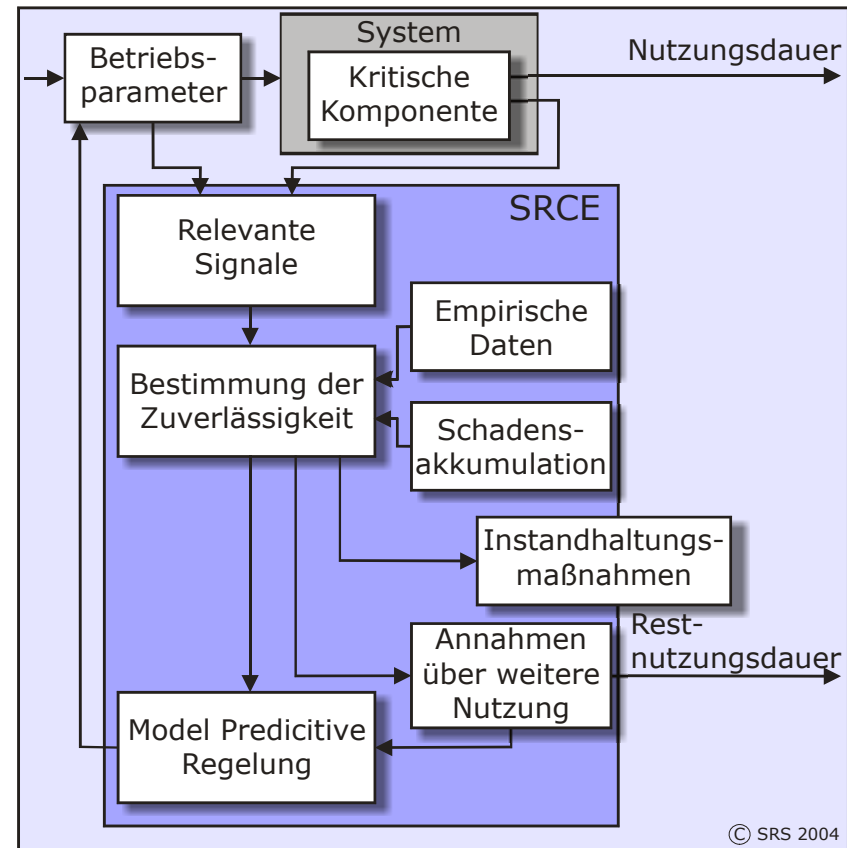 System
Betriebs-
parameter
Kritische
Komponente
Nutzungsdauer
SRCE
Relevante
Signale
Empirische
Daten
Bestimmung der
Zuverlässigkeit
Schadens-
akkumulation
Instandhaltungs-
maßnahmen
Rest-
nutzungsdauer
Annahmen
über weitere
Nutzung
Model Predicitive
Regelung
© SRS 2004